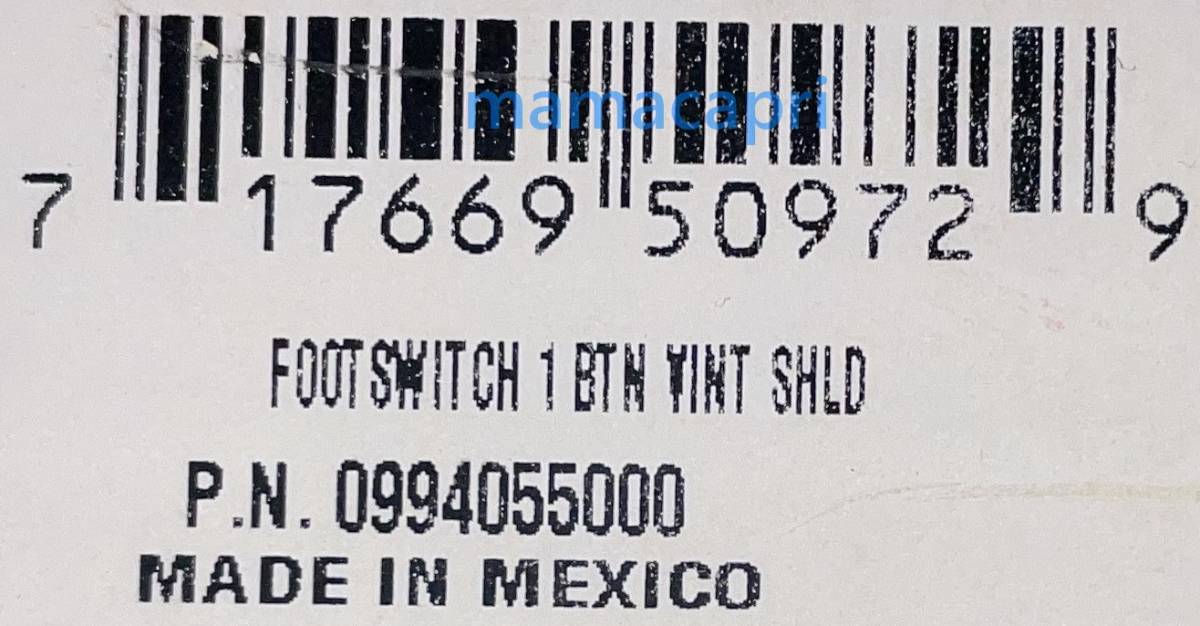 mamacapri
7 17669 50972 9
FOOTSWITCH 1 BTN VINT SHLD
P.N. 0994055000
MADE IN MEXICO